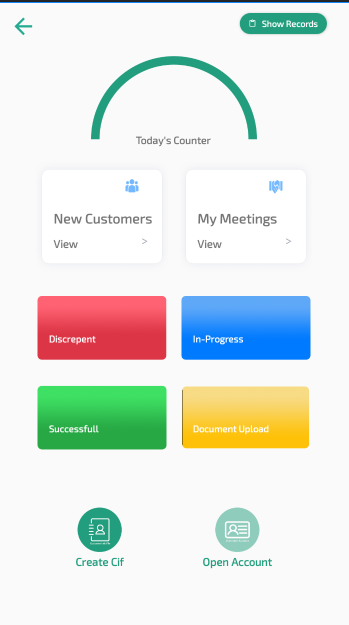 Show Records
Today's Counter
New Customers
View >
My Meetings
View >
Discrepent
In-Progress
Successfull
Document Upload
Create Cif
Open Account